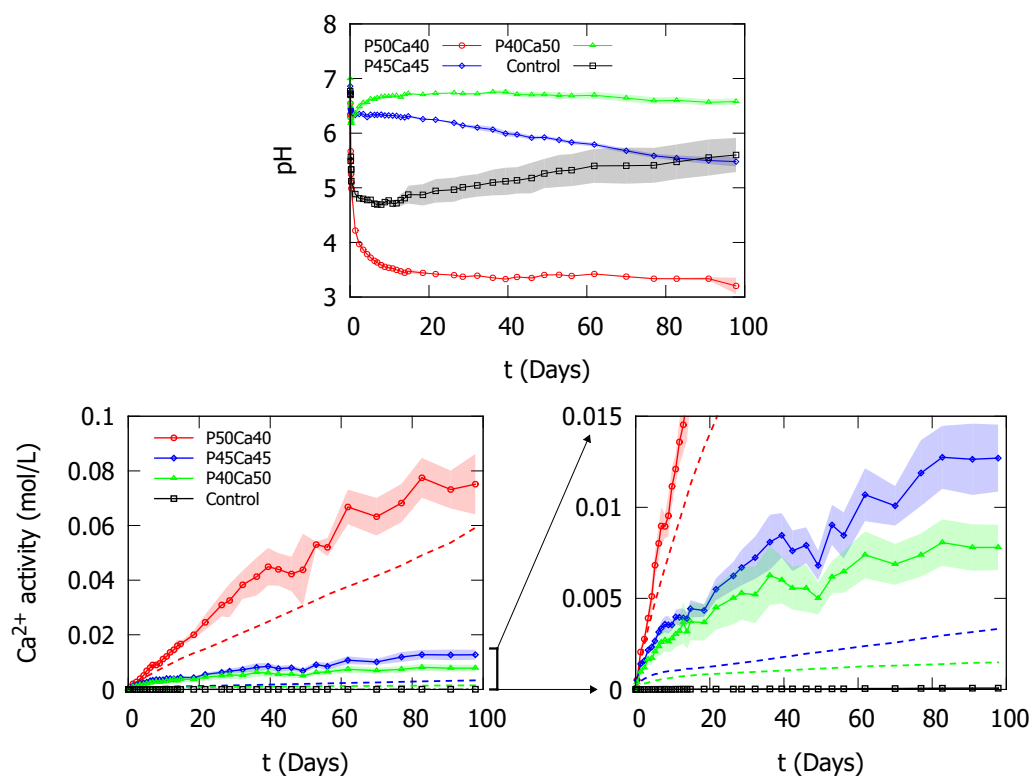 8
7
6
5
4
3
pH
P50Ca40
P40Ca50
P45Ca45
Control
0 20 40 60 80 100
t (Days)
0.1
0.08
0.06
0.04
0.02
0
Ca²⁺ activity (mol/L)
P50Ca40
P45Ca45
P40Ca50
Control
0 20 40 60 80 100
t (Days)
0.015
0.01
0.005
0
0 20 40 60 80 100
t (Days)